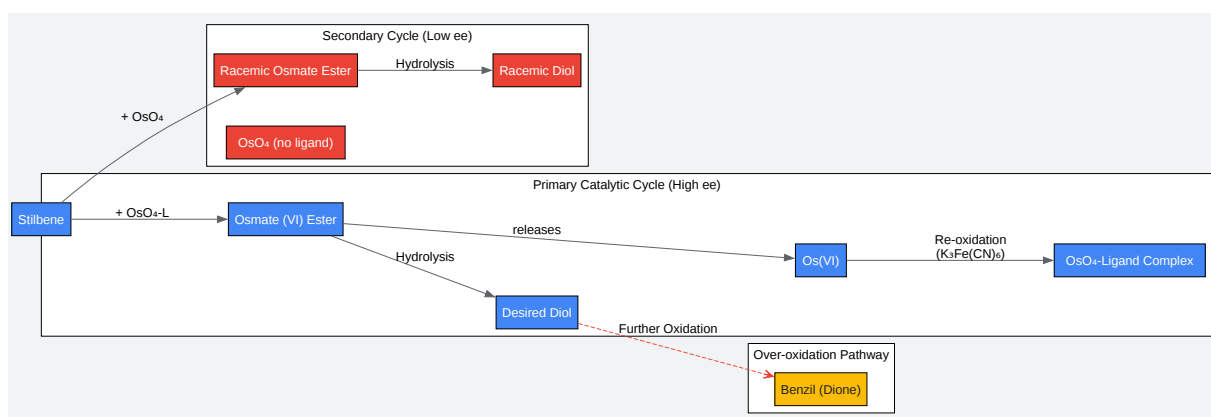 Secondary Cycle (Low ee)
Racemic Osmate Ester
Hydrolysis
Racemic Diol
+ OsO₄
OsO₄ (no ligand)
Primary Catalytic Cycle (High ee)
Stilbene
+ OsO₄-L
Osmate (VI) Ester
releases
Hydrolysis
Os(VI)
Re-oxidation
(K₃Fe(CN)₆)
OsO₄-Ligand Complex
Desired Diol
Further Oxidation
Over-oxidation Pathway
Benzil (Dione)